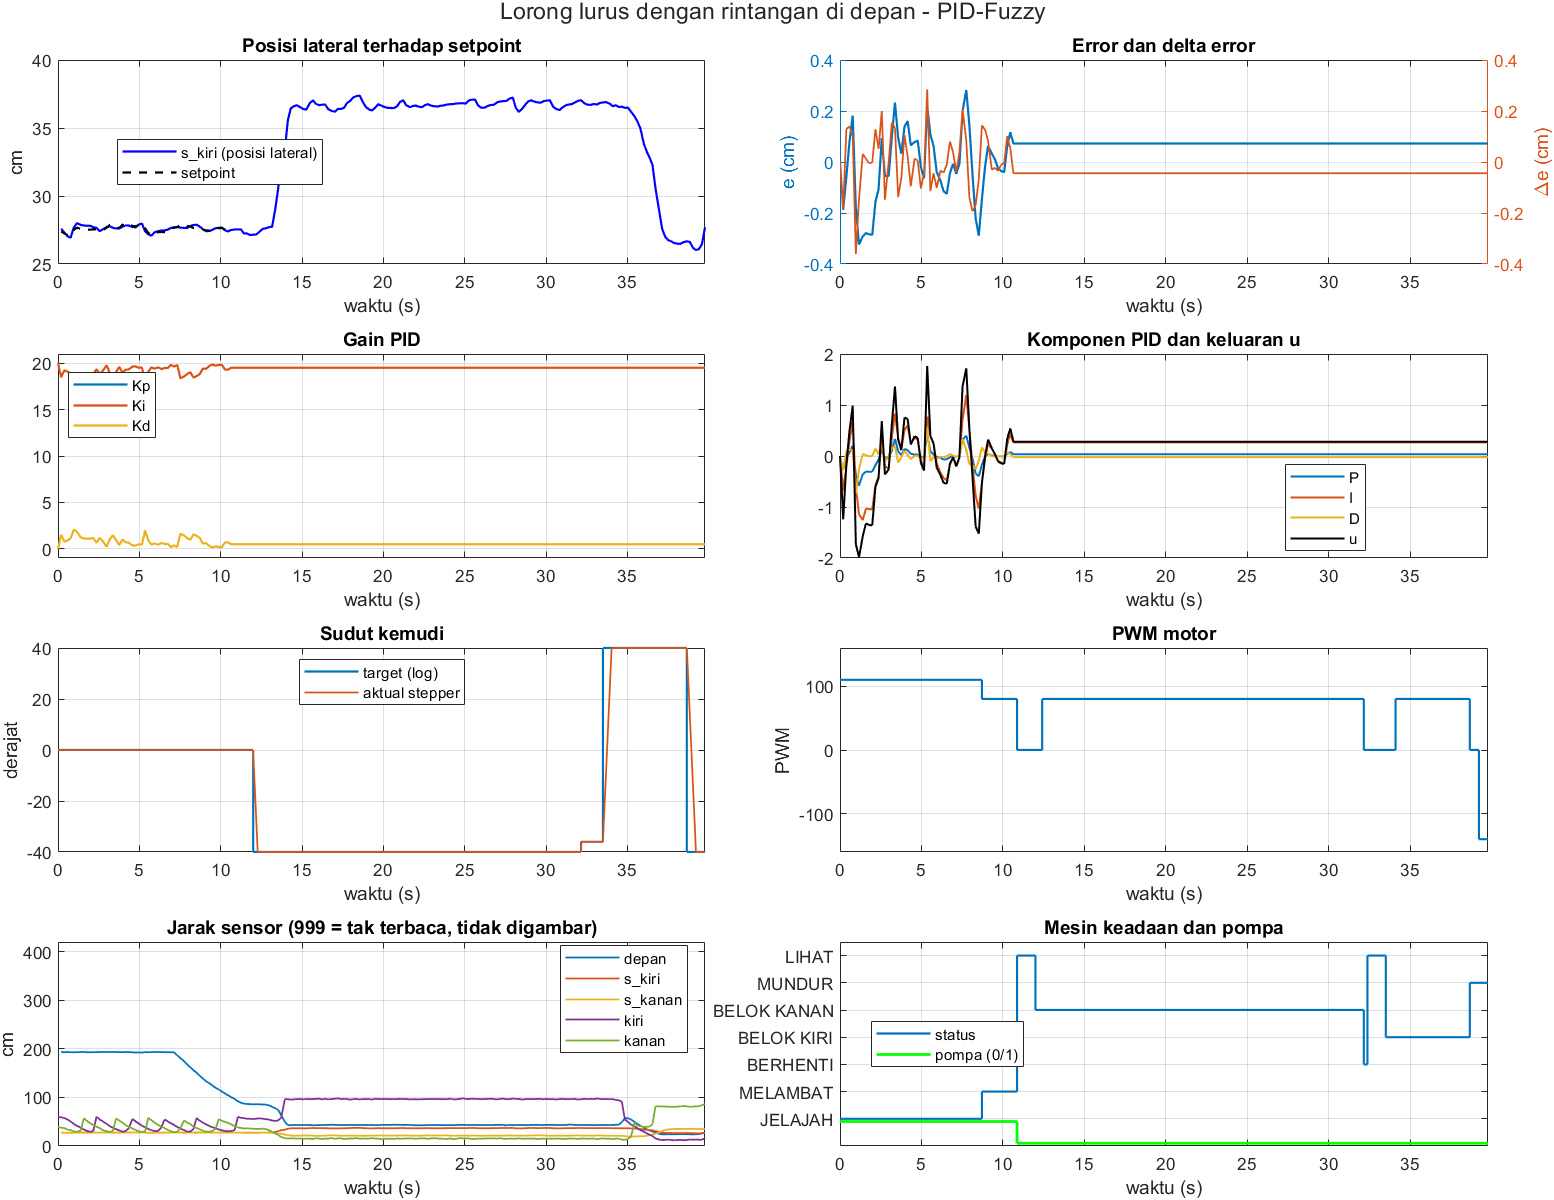 Lorong lurus dengan rintangan di depan - PID-Fuzzy
Posisi lateral terhadap setpoint
40
35
30
25
cm
s_kiri (posisi lateral)
setpoint
0 5 10 15 20 25 30 35
waktu (s)
Error dan delta error
0.4
0.2
0
-0.2
-0.4
e (cm)
0.4
0.2
0
-0.2
-0.4
Δe (cm)
0 5 10 15 20 25 30 35
waktu (s)
Gain PID
20
15
10
5
0
Kp
Ki
Kd
0 5 10 15 20 25 30 35
waktu (s)
Komponen PID dan keluaran u
2
1
0
-1
-2
P
I
D
u
0 5 10 15 20 25 30 35
waktu (s)
Sudut kemudi
40
20
0
-20
-40
derajat
target (log)
aktual stepper
0 5 10 15 20 25 30 35
waktu (s)
PWM motor
100
0
-100
PWM
0 5 10 15 20 25 30 35
waktu (s)
Jarak sensor (999 = tak terbaca, tidak digambar)
400
300
200
100
0
cm
depan
s_kiri
s_kanan
kiri
kanan
0 5 10 15 20 25 30 35
waktu (s)
Mesin keadaan dan pompa
LIHAT
MUNDUR
BELOK KANAN
BELOK KIRI
BERHENTI
MELAMBAT
JELAJAH
status
pompa (0/1)
0 5 10 15 20 25 30 35
waktu (s)